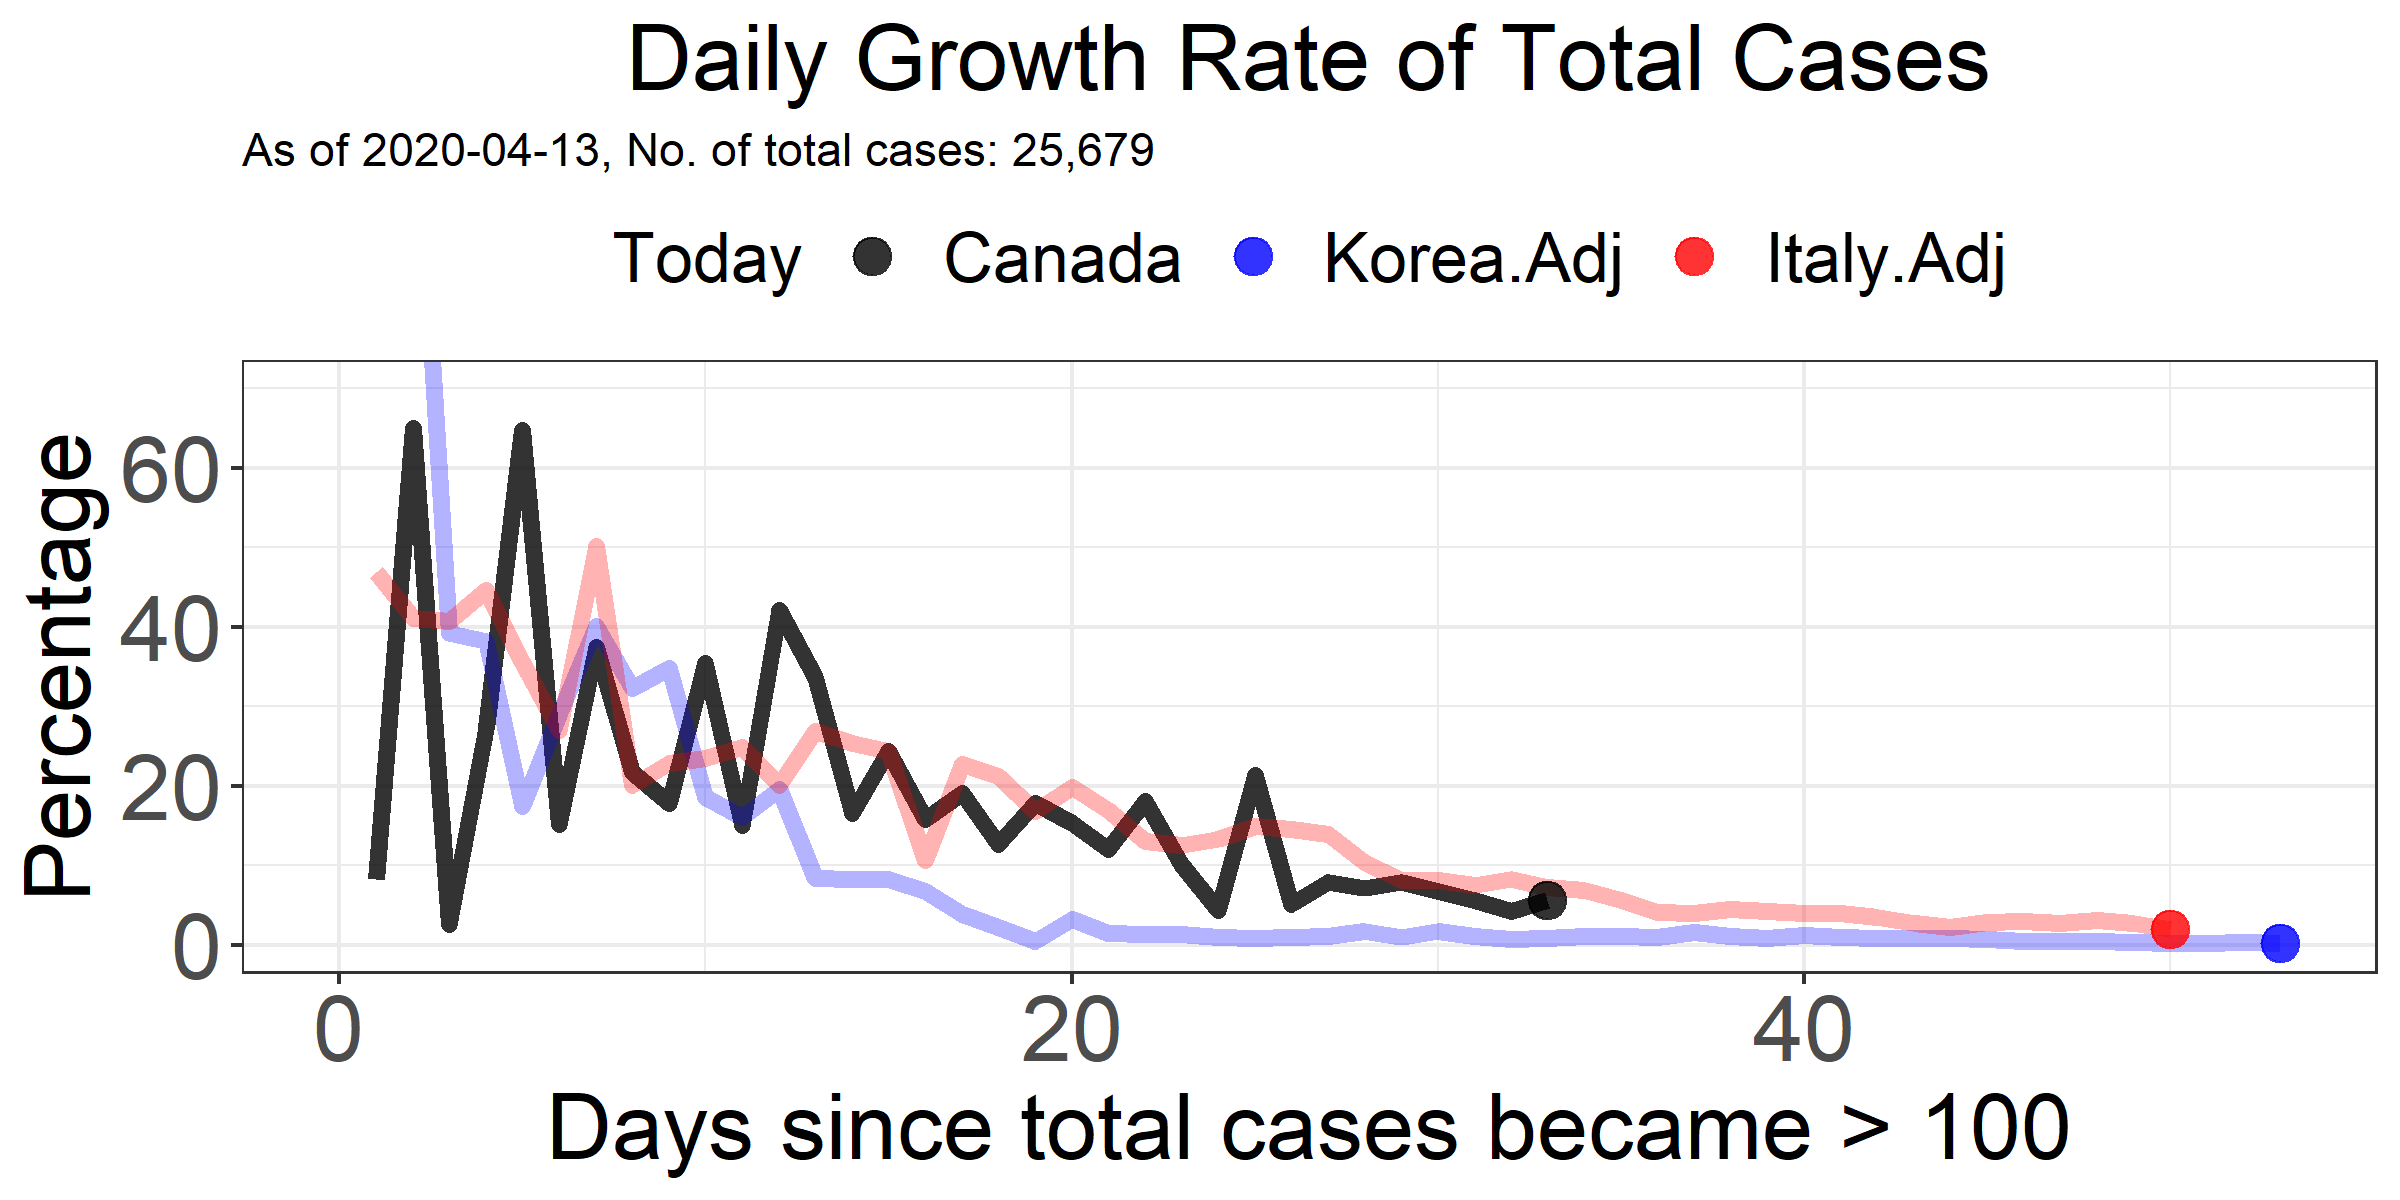 Daily Growth Rate of Total Cases
As of 2020-04-13, No. of total cases: 25,679
Today Canada Korea.Adj Italy.Adj
Percentage
60
40
20
0
0 20 40
Days since total cases became > 100